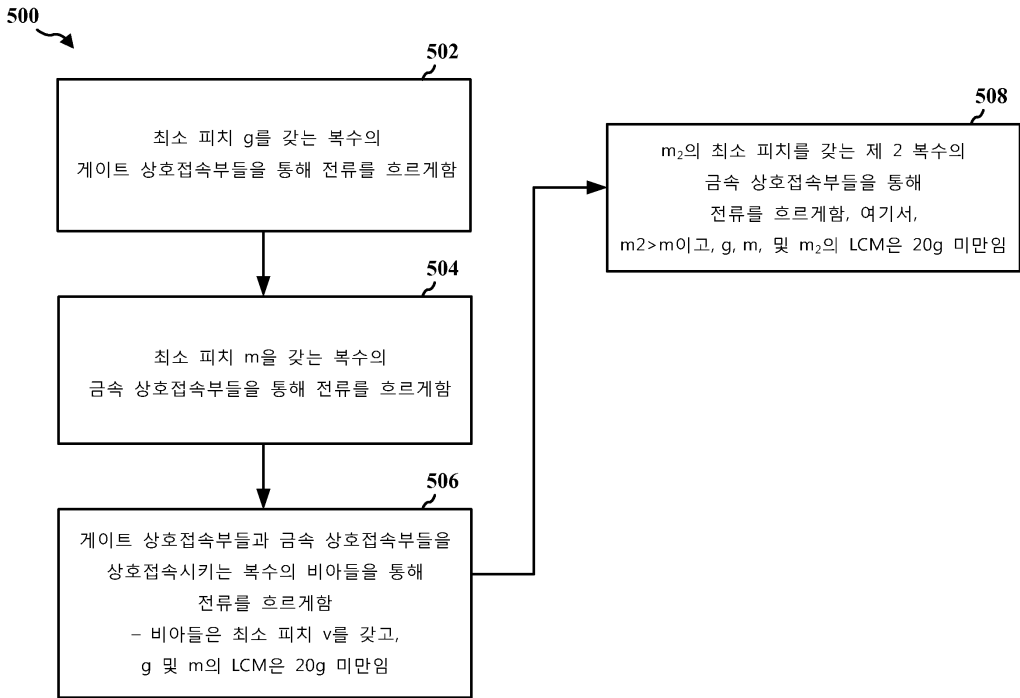 500
502
최소 피치 g를 갖는 복수의
게이트 상호접속부들을 통해 전류를 흐르게함
504
최소 피치 m을 갖는 복수의
금속 상호접속부들을 통해 전류를 흐르게함
506
게이트 상호접속부들과 금속 상호접속부들을
상호접속시키는 복수의 비아들을 통해
전류를 흐르게함
– 비아들은 최소 피치 v를 갖고,
g 및 m의 LCM은 20g 미만임
508
m₂의 최소 피치를 갖는 제 2 복수의
금속 상호접속부들을 통해
전류를 흐르게함, 여기서,
m2>m이고, g, m, 및 m₂의 LCM은 20g 미만임